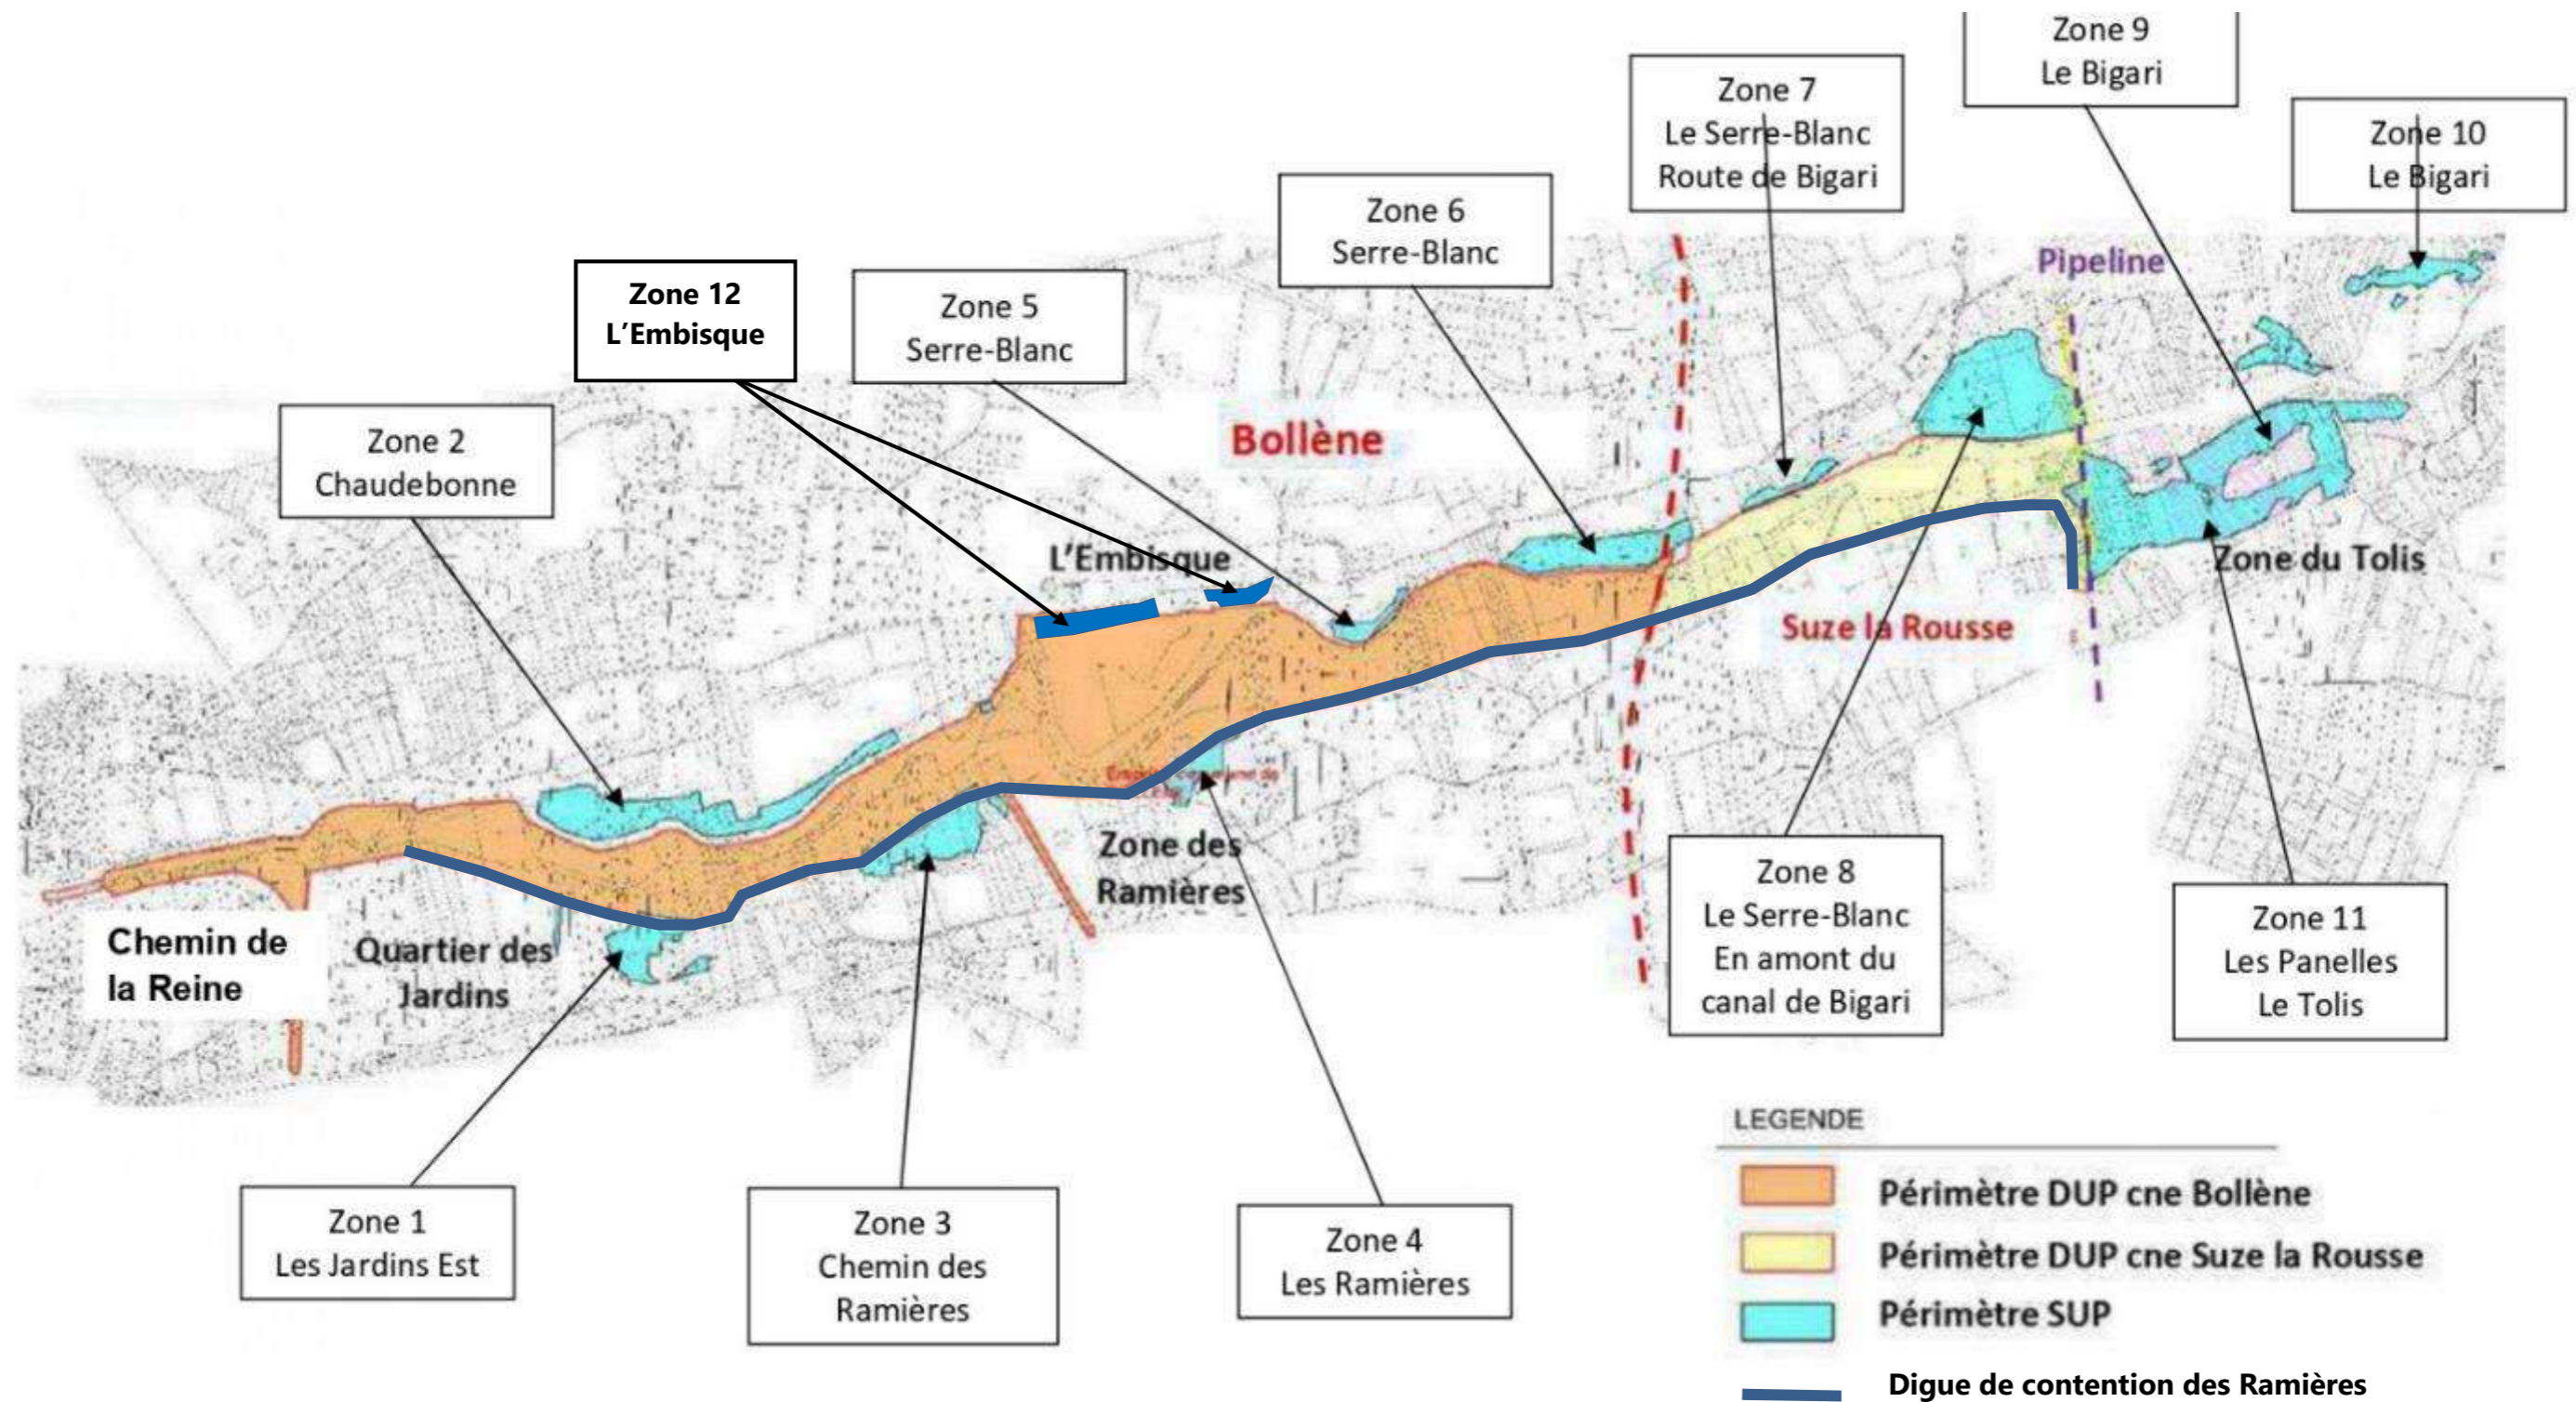 Zone 9
Le Bigari
Zone 7
Le Serre-Blanc
Route de Bigari
Zone 10
Le Bigari
Zone 6
Serre-Blanc
Pipeline
Zone 12
L’Embisque
Zone 5
Serre-Blanc
Zone 2
Chaudebonne
Bollène
L’Embisque
Zone du Tolis
Suze la Rousse
Zone des
Ramières
Chemin de
la Reine
Quartier des
Jardins
Zone 8
Le Serre-Blanc
En amont du
canal de Bigari
Zone 11
Les Panelles
Le Tolis
Zone 1
Les Jardins Est
Zone 3
Chemin des
Ramières
Zone 4
Les Ramières
LEGENDE
Périmètre DUP cne Bollène
Périmètre DUP cne Suze la Rousse
Périmètre SUP
Digue de contention des Ramières